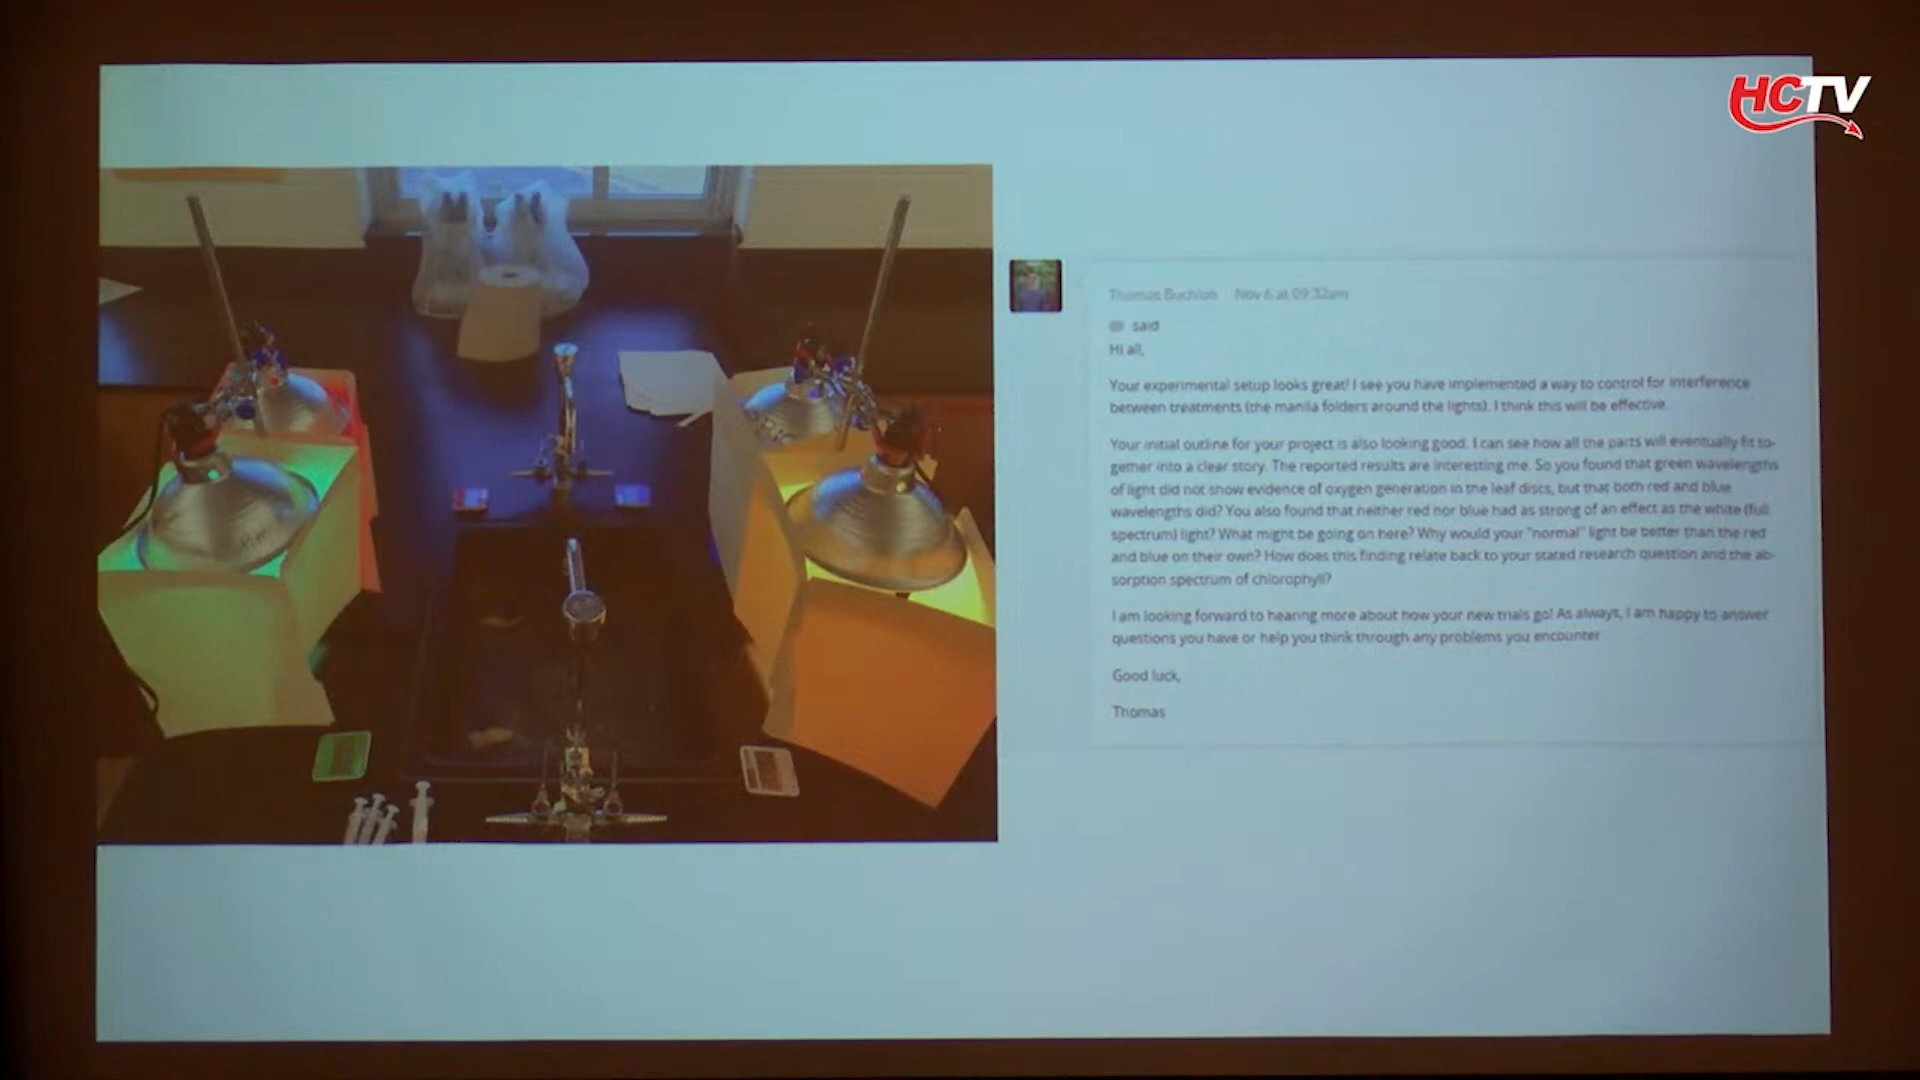 HCTV
Nov 6 at 09:32am
said
Hi all,
Your experimental setup looks great! I see you have implemented a way to control for interference
between treatments (the manila folders around the lights). I think this will be effective.
Your initial outline for your project is also looking good. I can see how all the parts will eventually fit to-
gether into a clear story. The reported results are interesting me. So you found that green wavelengths
of light did not show evidence of oxygen generation in the leaf discs, but that both red and blue
wavelengths did? You also found that neither red nor blue had as strong of an effect as the white (full
spectrum) light? What might be going on here? Why would your "normal" light be better than the red
and blue on their own? How does this finding relate back to your stated research question and the ab-
sorption spectrum of chlorophyll?
I am looking forward to hearing more about how your new trials go! As always, I am happy to answer
questions you have or help you think through any problems you encounter
Good luck,
Thomas